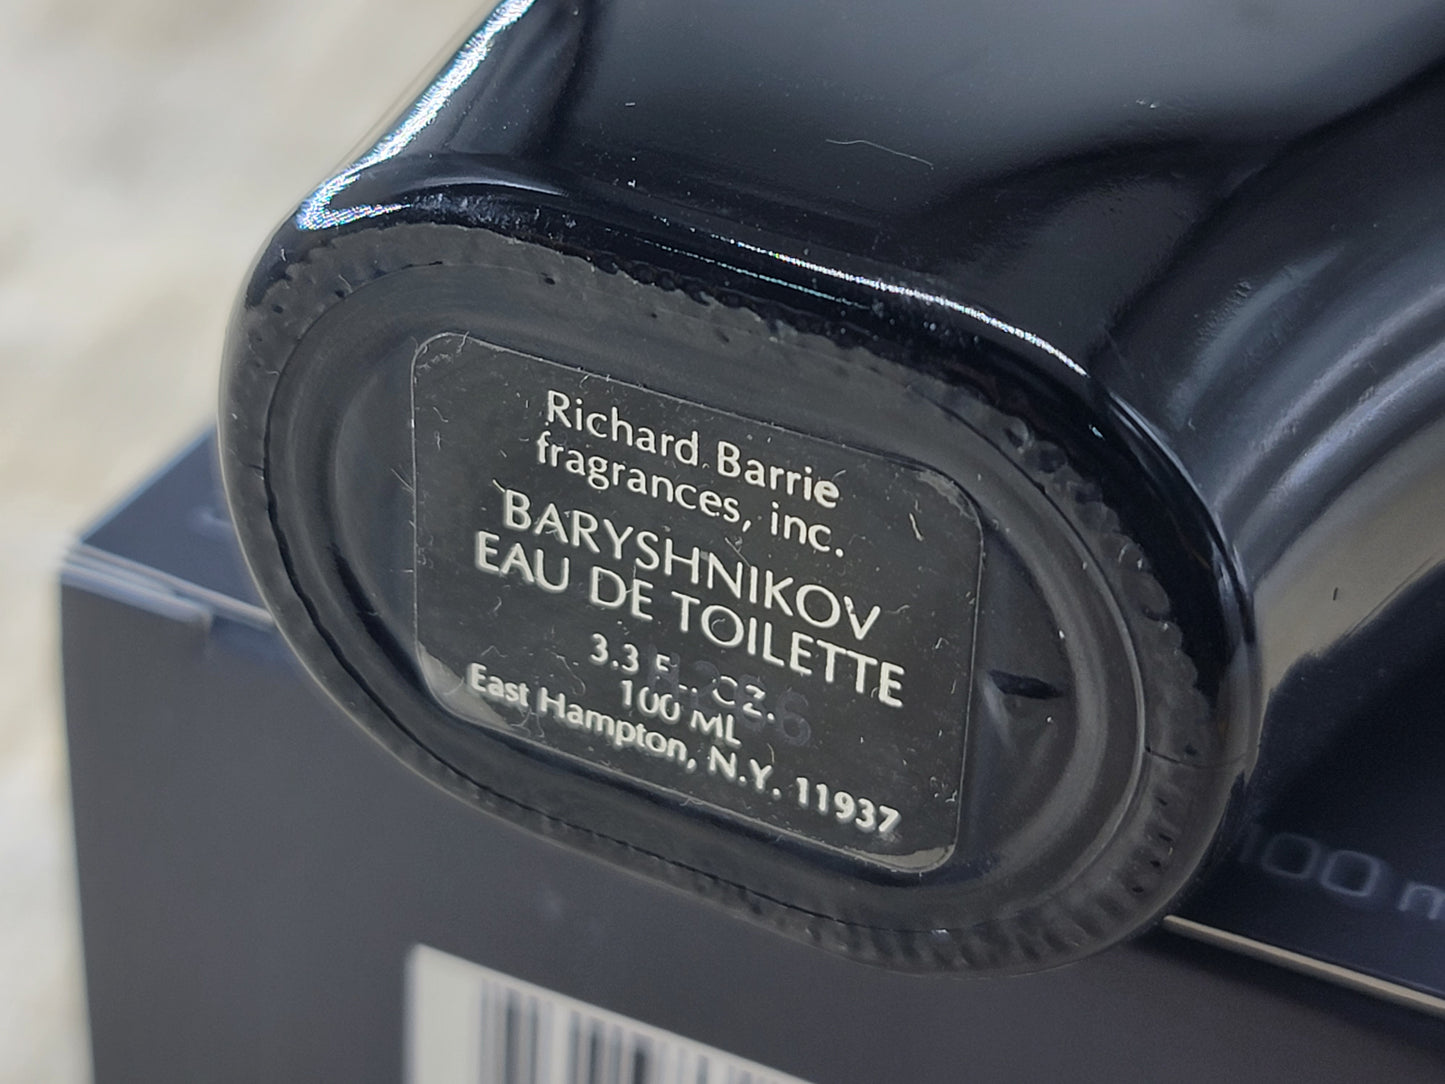 Richard Barrie
fragrances, inc.
BARYSHNIKOV
EAU DE TOILETTE
3.3 FL. OZ.
100 ML
East Hampton, N.Y. 11937
100 m